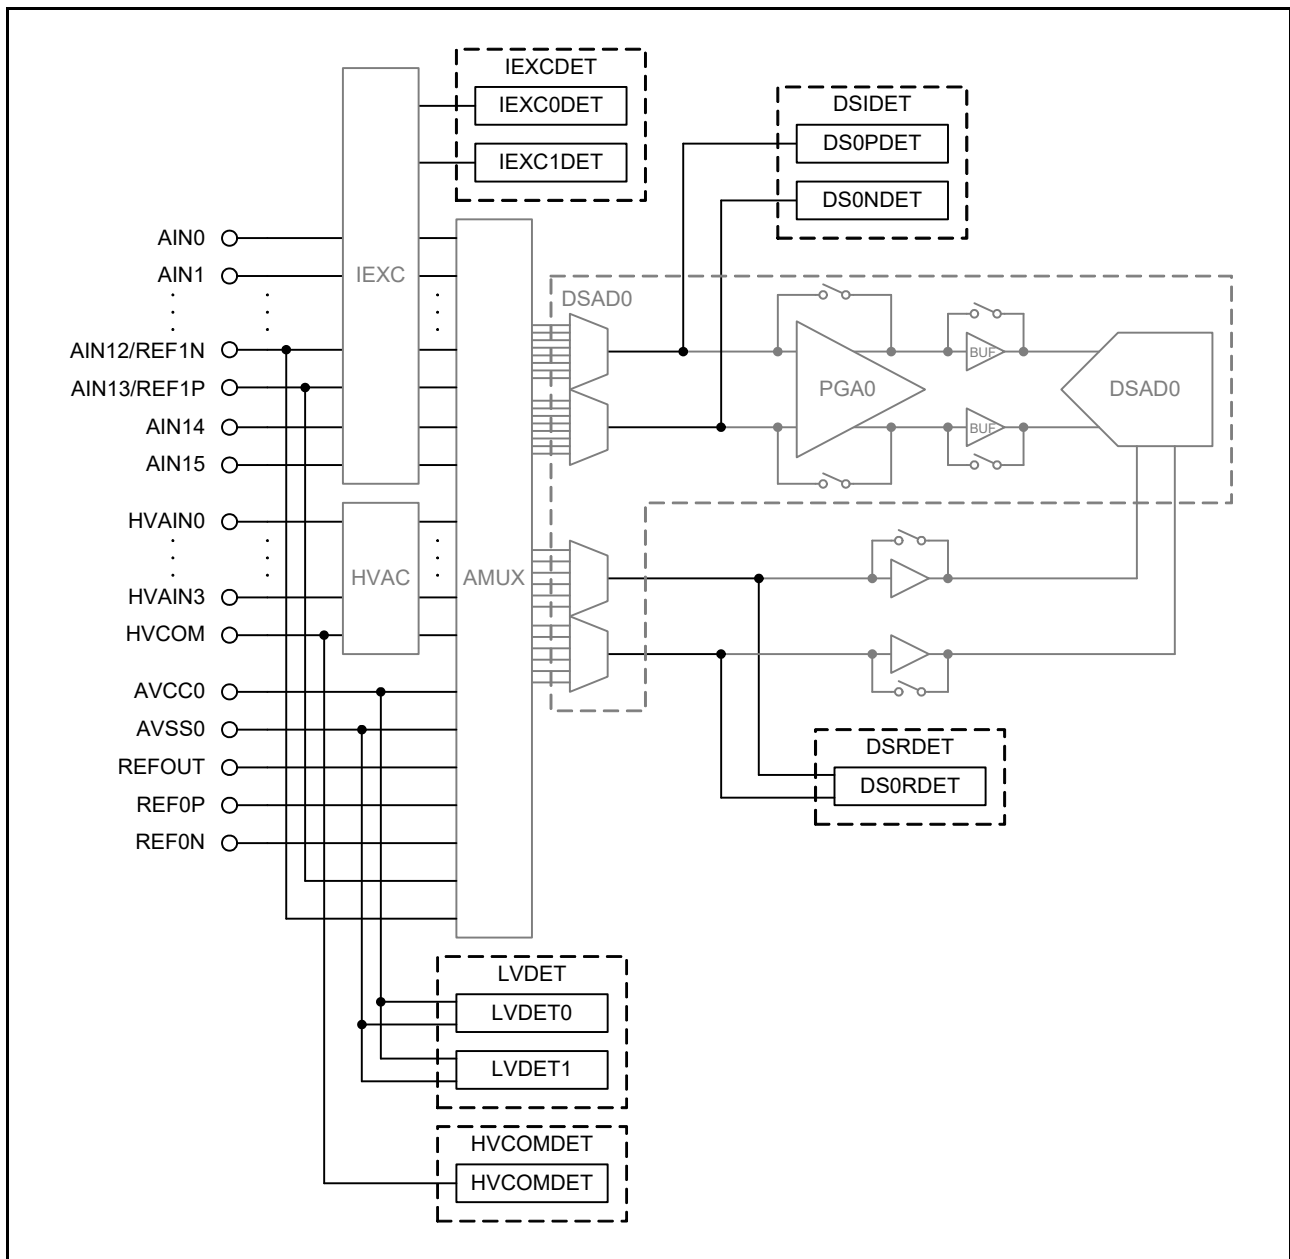 IEXCDET
IEXC0DET
IEXC1DET
DSIDET
DS0PDET
DS0NDET
AIN0
AIN1
AIN12/REF1N
AIN13/REF1P
AIN14
AIN15
IEXC
HVAIN0
HVAIN3
HVCOM
HVAC
AVCC0
AVSS0
REFOUT
REF0P
REF0N
AMUX
DSAD0
PGA0
BUF
BUF
DSAD0
DSRDET
DS0RDET
LVDET
LVDET0
LVDET1
HVCOMDET
HVCOMDET